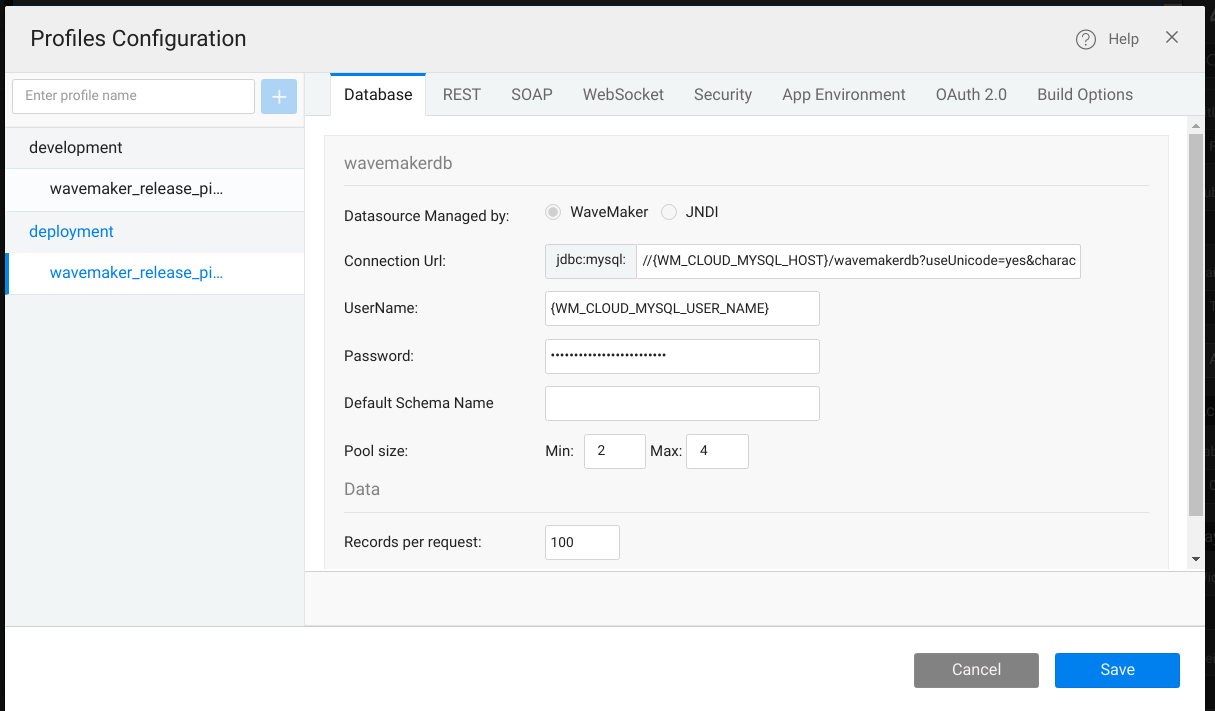 Profiles Configuration
Help
Enter profile name
development
wavemaker_release_pi...
deployment
wavemaker_release_pi...
Database REST SOAP WebSocket Security App Environment OAuth 2.0 Build Options
wavemakerdb
Datasource Managed by: WaveMaker JNDI
Connection Url: jdbc:mysql: //{WM_CLOUD_MYSQL_HOST}/wavemakerdb?useUnicode=yes&charac
UserName: {WM_CLOUD_MYSQL_USER_NAME}
Password: ••••••••••••••••••••••••
Default Schema Name
Pool size: Min: 2 Max: 4
Data
Records per request: 100
Cancel Save